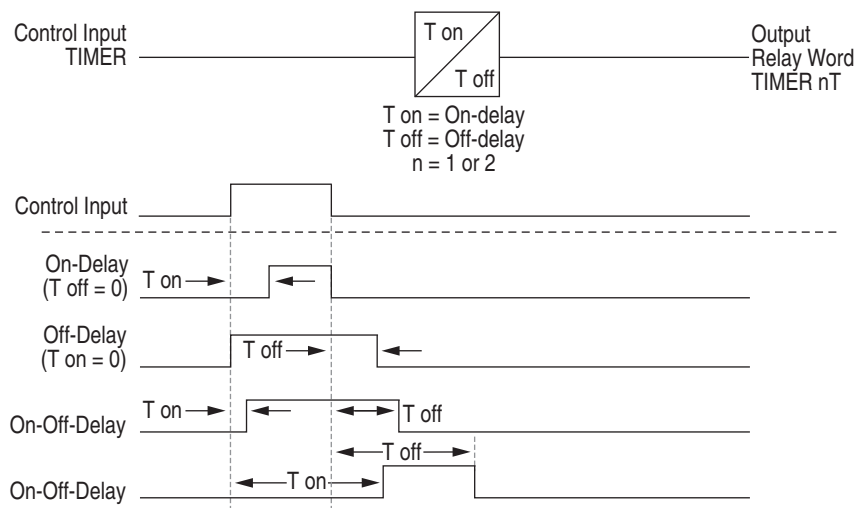 Control Input
TIMER
T on
T off
Output
Relay Word
TIMER nT
T on = On-delay
T off = Off-delay
n = 1 or 2
Control Input
On-Delay
(T off = 0)
T on
Off-Delay
(T on = 0)
T off
On-Off-Delay
T on
T off
On-Off-Delay
T off
T on